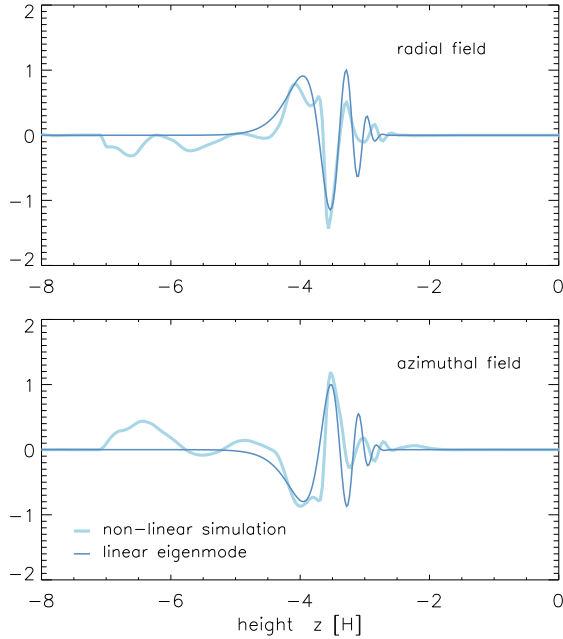 2
radial field
1
0
−1
−2
−8 −6 −4 −2 0
2
azimuthal field
1
0
−1
non−linear simulation
linear eigenmode
−2
−8 −6 −4 −2 0
height z [H]